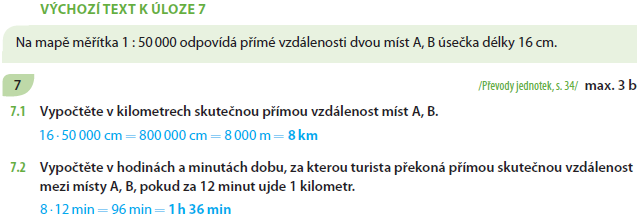 VÝCHOZÍ TEXT K ÚLOZE 7
Na mapě měřítka 1 : 50 000 odpovídá přímé vzdálenosti dvou míst A, B úsečka délky 16 cm.
7 /Převody jednotek, s. 34/ max. 3 b
7.1 Vypočtěte v kilometrech skutečnou přímou vzdálenost míst A, B.
16 · 50 000 cm = 800 000 cm = 8 000 m = 8 km
7.2 Vypočtěte v hodinách a minutách dobu, za kterou turista překoná přímou skutečnou vzdálenost
mezi místy A, B, pokud za 12 minut ujde 1 kilometr.
8 · 12 min = 96 min = 1 h 36 min